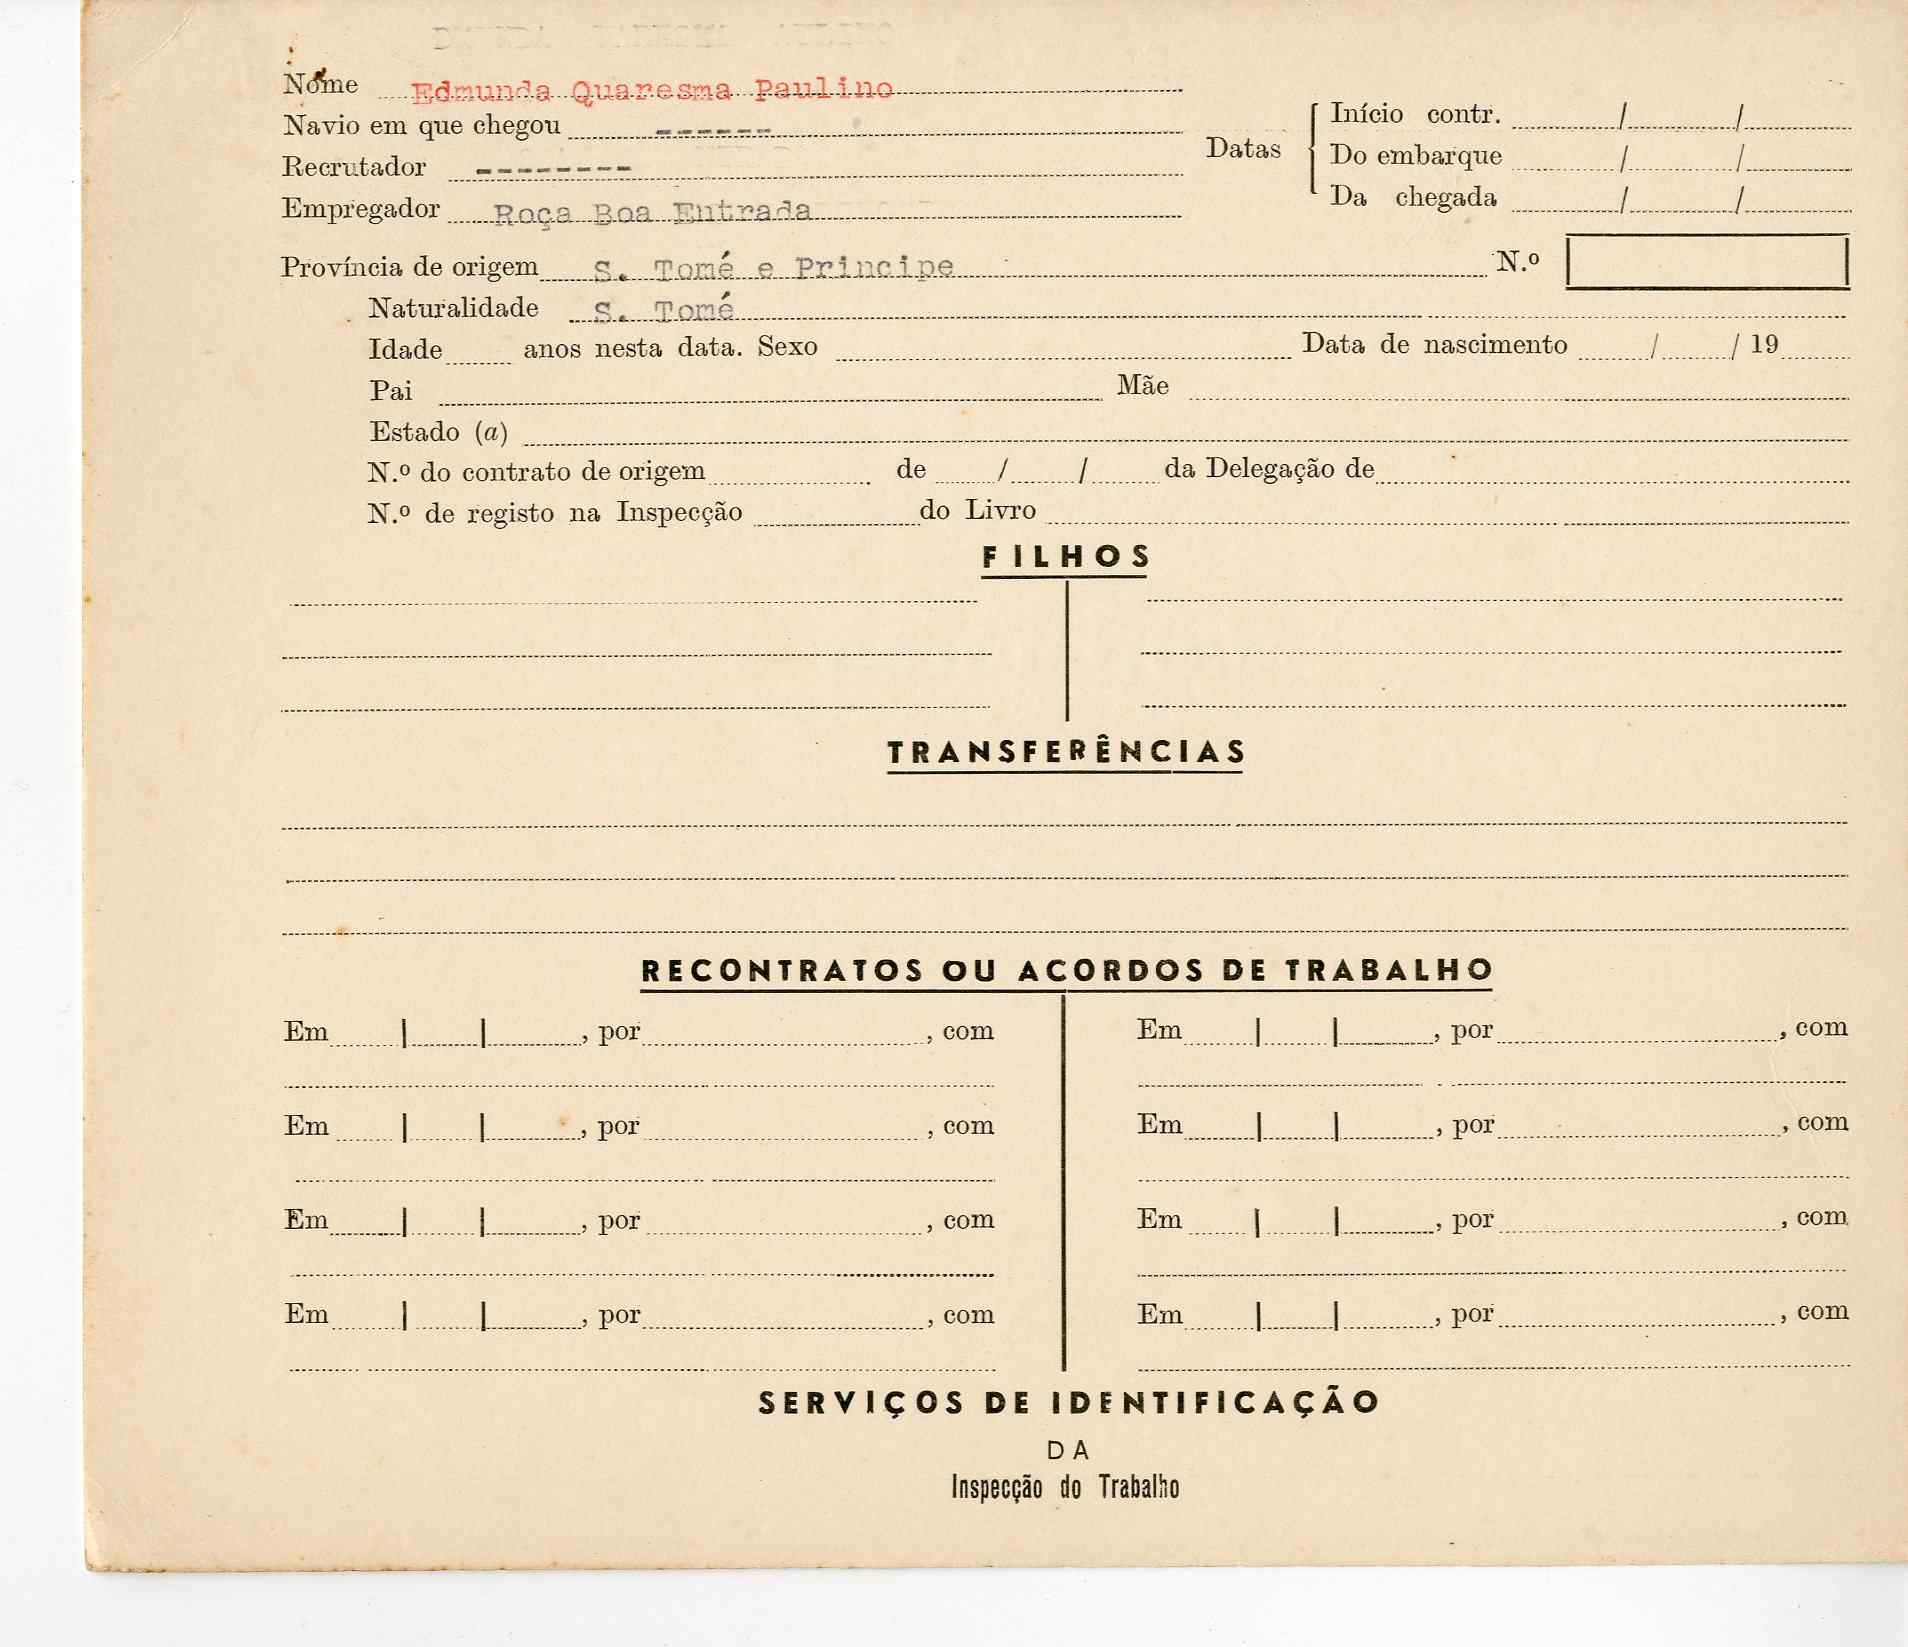 Nome Edmunda Quaresma Paulino
Navio em que chegou ------
Recrutador --------
Empregador Roça Boa Entrada
Datas
Início contr. / /
Do embarque / /
Da chegada / /
Província de origem S. Tomé e Principe N.º
Naturalidade S. Tomé
Idade anos nesta data. Sexo Data de nascimento / / 19
Pai Mãe
Estado (a)
N.º do contrato de origem de / / da Delegação de
N.º de registo na Inspecção do Livro
FILHOS
TRANSFERÊNCIAS
RECONTRATOS OU ACORDOS DE TRABALHO
Em | | , por , com Em | | , por , com
Em | | , por , com Em | | , por , com
Em | | , por , com Em | | , por , com
Em | | , por , com Em | | , por , com
SERVIÇOS DE IDENTIFICAÇÃO
DA
Inspecção do Trabalho